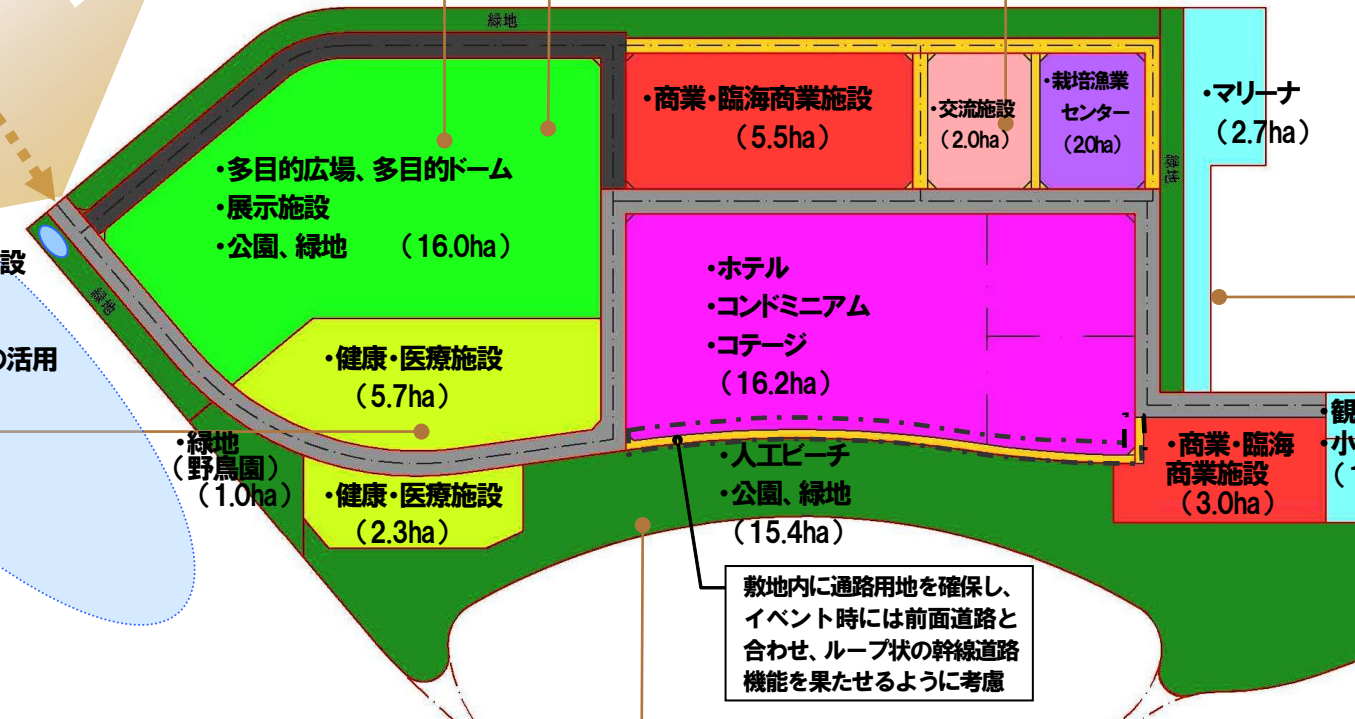 緑地
・商業・臨海商業施設
（5.5ha）
・交流施設
（2.0ha）
・栽培漁業
センター
（20ha）
・マリーナ
（2.7ha）
緑地
・多目的広場、多目的ドーム
・展示施設
・公園、緑地　（16.0ha）
設
緑地
の活用
・ホテル
・コンドミニアム
・コテージ
（16.2ha）
・健康・医療施設
（5.7ha）
・緑地
（野鳥園）
（1.0ha）
・健康・医療施設
（2.3ha）
・人工ビーチ
・公園、緑地
（15.4ha）
・商業・臨海
商業施設
（3.0ha）
・観
・小
（1
敷地内に通路用地を確保し、
イベント時には前面道路と
合わせ、ループ状の幹線道路
機能を果たせるように考慮